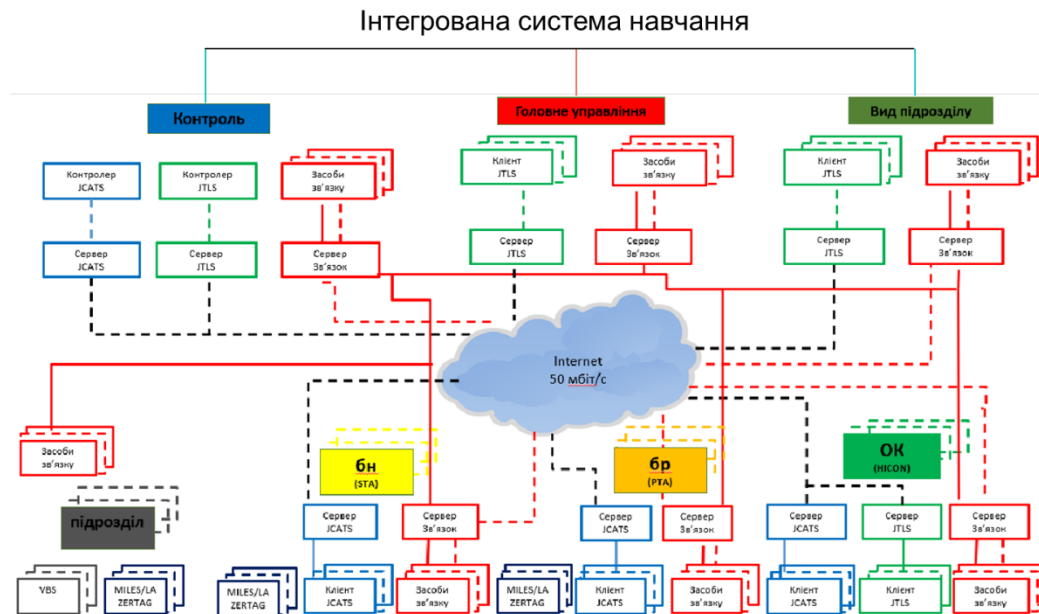 Інтегрована система навчання
Контроль
Головне управління
Вид підрозділу
Контролер
JCATS
Контролер
JTLS
Засоби
зв'язку
Клієнт
JTLS
Засоби
зв'язку
Клієнт
JTLS
Засоби
зв'язку
Сервер
JCATS
Сервер
JTLS
Сервер
Зв'язок
Сервер
JTLS
Сервер
Зв'язок
Сервер
JTLS
Сервер
Зв'язок
Internet
50 мбіт/с
Засоби
зв'язку
бн
(STA)
бр
(PTA)
ОК
(HICON)
підрозділ
Сервер
JCATS
Сервер
Зв'язок
Сервер
JCATS
Сервер
Зв'язок
Сервер
JCATS
Сервер
JTLS
Сервер
Зв'язок
VBS
MILES/LA
ZERTAG
MILES/LA
ZERTAG
Клієнт
JCATS
Засоби
зв'язку
MILES/LA
ZERTAG
Клієнт
JCATS
Засоби
зв'язку
Клієнт
JCATS
Клієнт
JTLS
Засоби
зв'язку